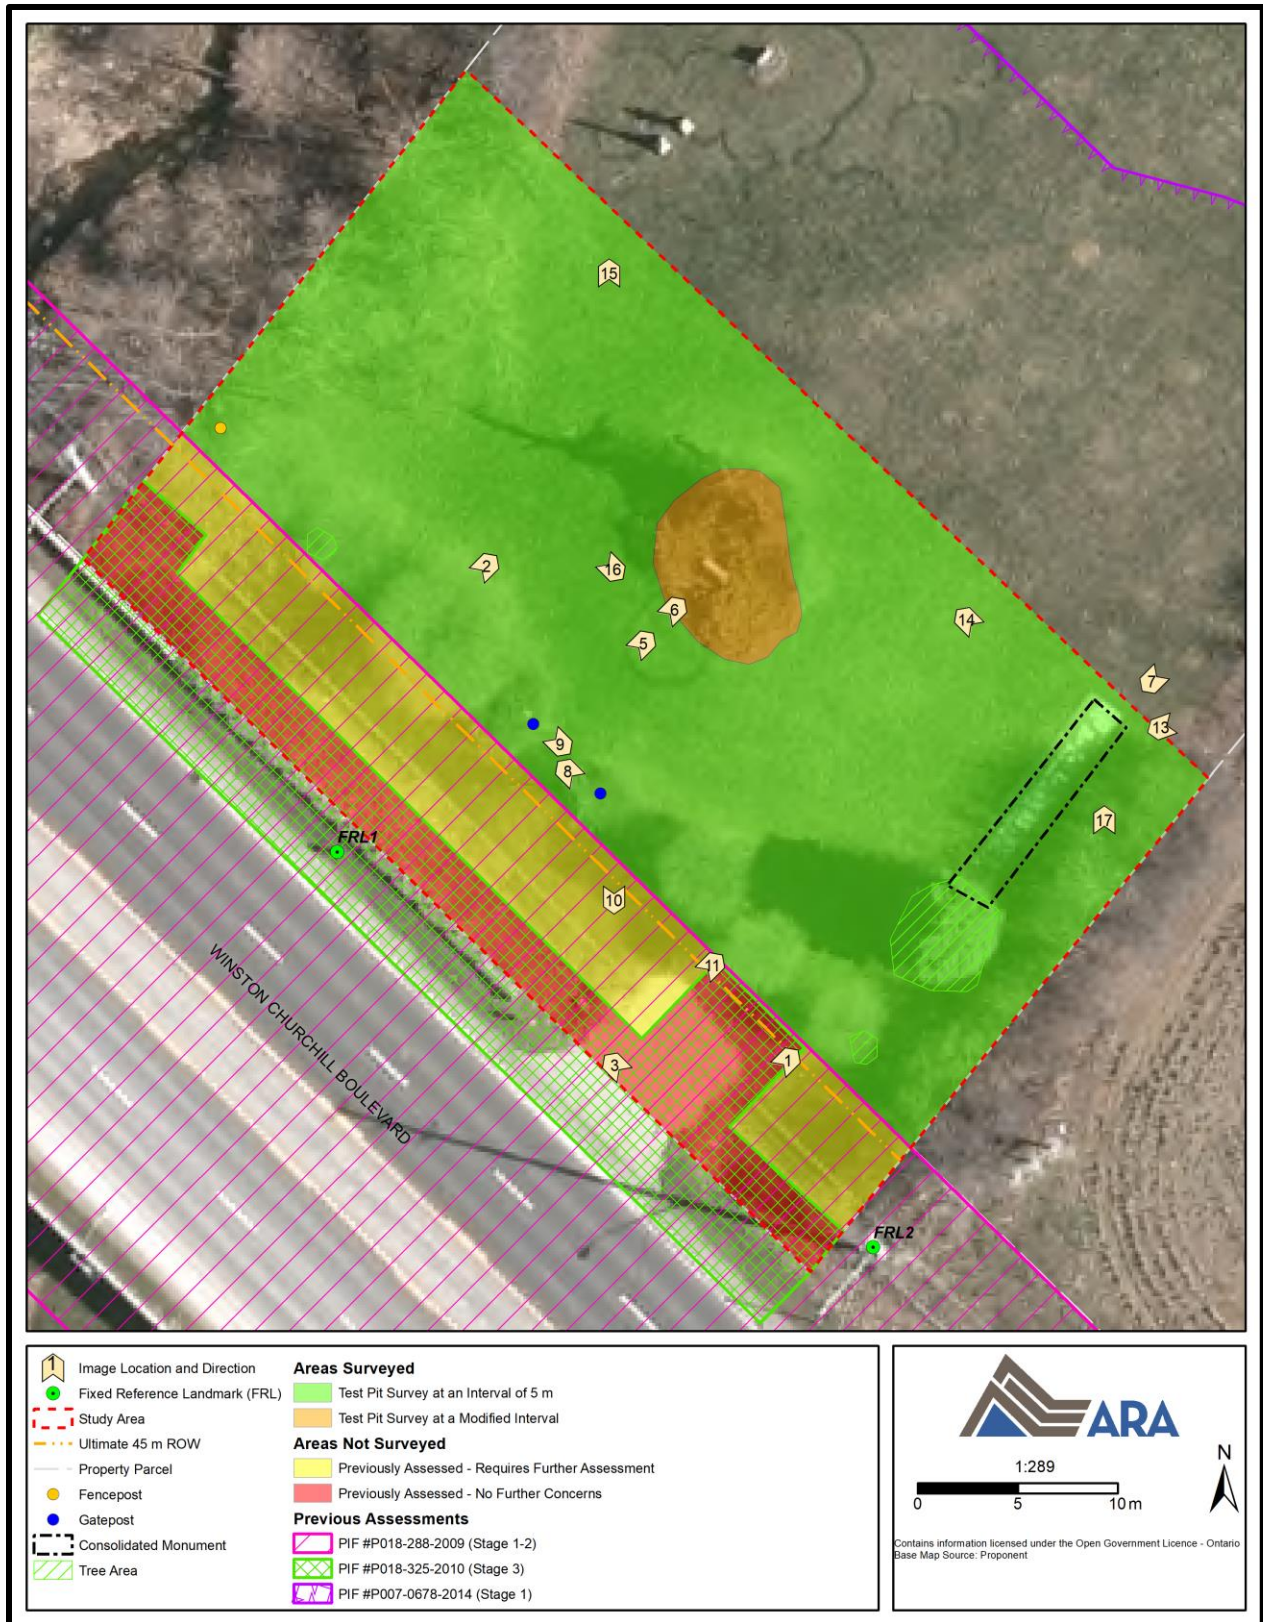 15
2
16
6
5
14
7
13
9
8
17
FRL1
10
11
3
1
WINSTON CHURCHILL BOULEVARD
FRL2
1 Image Location and Direction
Fixed Reference Landmark (FRL)
Study Area
Ultimate 45 m ROW
Property Parcel
Fencepost
Gatepost
Consolidated Monument
Tree Area
Areas Surveyed
Test Pit Survey at an Interval of 5 m
Test Pit Survey at a Modified Interval
Areas Not Surveyed
Previously Assessed - Requires Further Assessment
Previously Assessed - No Further Concerns
Previous Assessments
PIF #P018-288-2009 (Stage 1-2)
PIF #P018-325-2010 (Stage 3)
PIF #P007-0678-2014 (Stage 1)
ARA
1:289
0 5 10 m
N
Contains information licensed under the Open Government Licence - Ontario
Base Map Source: Proponent